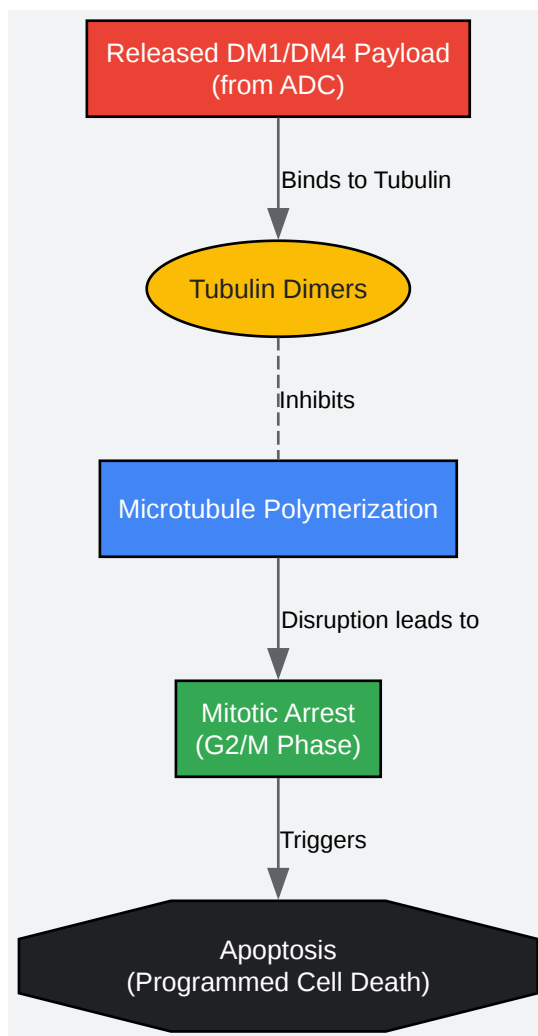 Released DM1/DM4 Payload
(from ADC)
Binds to Tubulin
Tubulin Dimers
Inhibits
Microtubule Polymerization
Disruption leads to
Mitotic Arrest
(G2/M Phase)
Triggers
Apoptosis
(Programmed Cell Death)